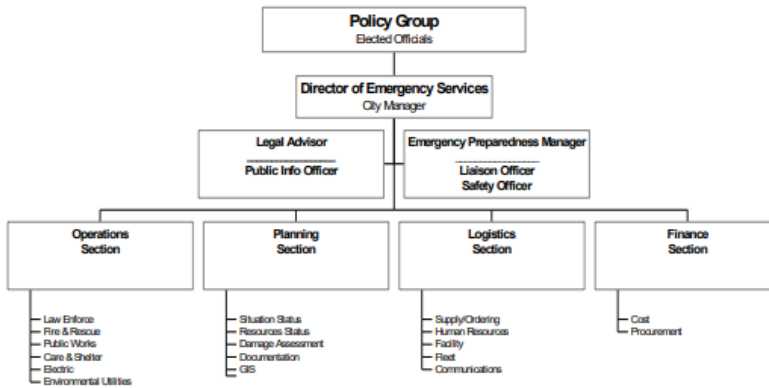 Policy Group
Elected Officials
Director of Emergency Services
City Manager
Legal Advisor
Public Info Officer
Emergency Preparedness Manager
Liaison Officer
Safety Officer
Operations
Section
Planning
Section
Logistics
Section
Finance
Section
Law Enforce
Fire & Rescue
Public Works
Care & Shelter
Electric
Environmental Utilities
Situation Status
Resources Status
Damage Assessment
Documentation
GIS
Supply/Ordering
Human Resources
Facility
Fleet
Communications
Cost
Procurement